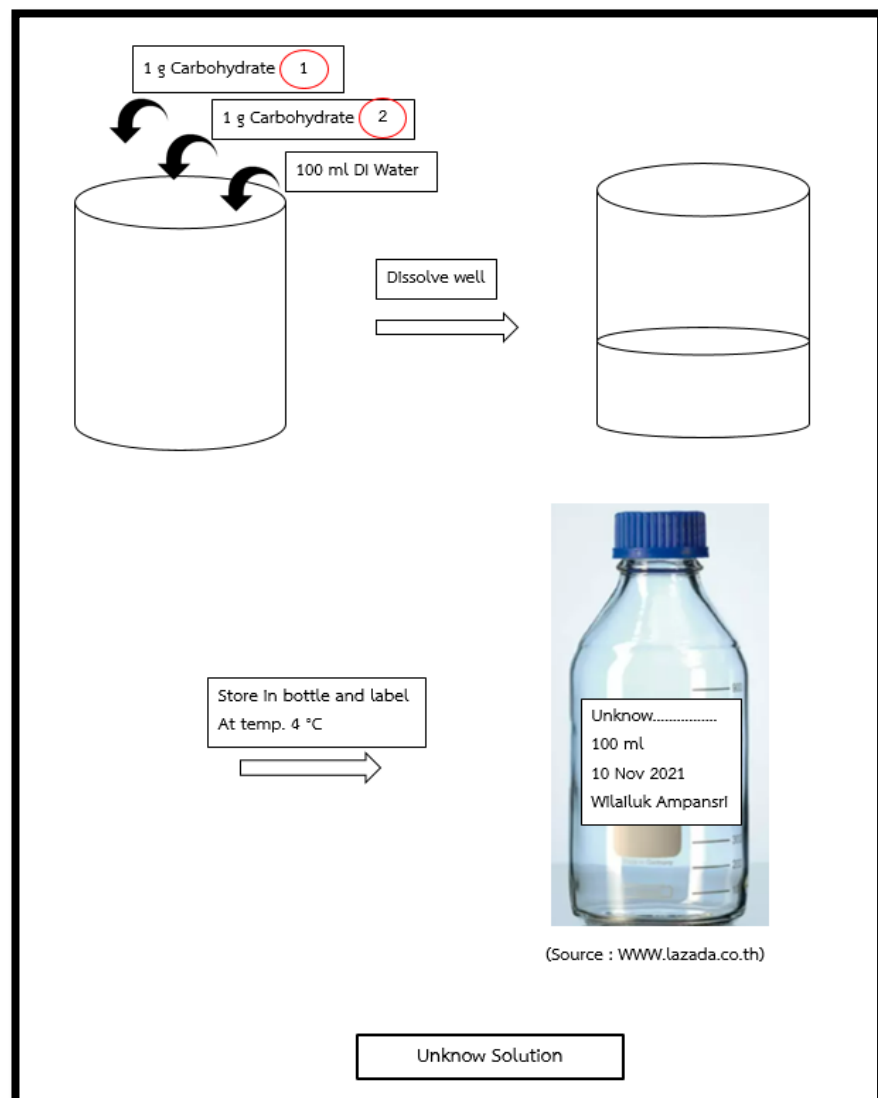 1 g Carbohydrate 1
1 g Carbohydrate 2
100 ml DI Water
Dissolve well
Store in bottle and label
At temp. 4 °C
Unknow................
100 ml
10 Nov 2021
Wilailuk Ampansri
(Source : WWW.lazada.co.th)
Unknow Solution